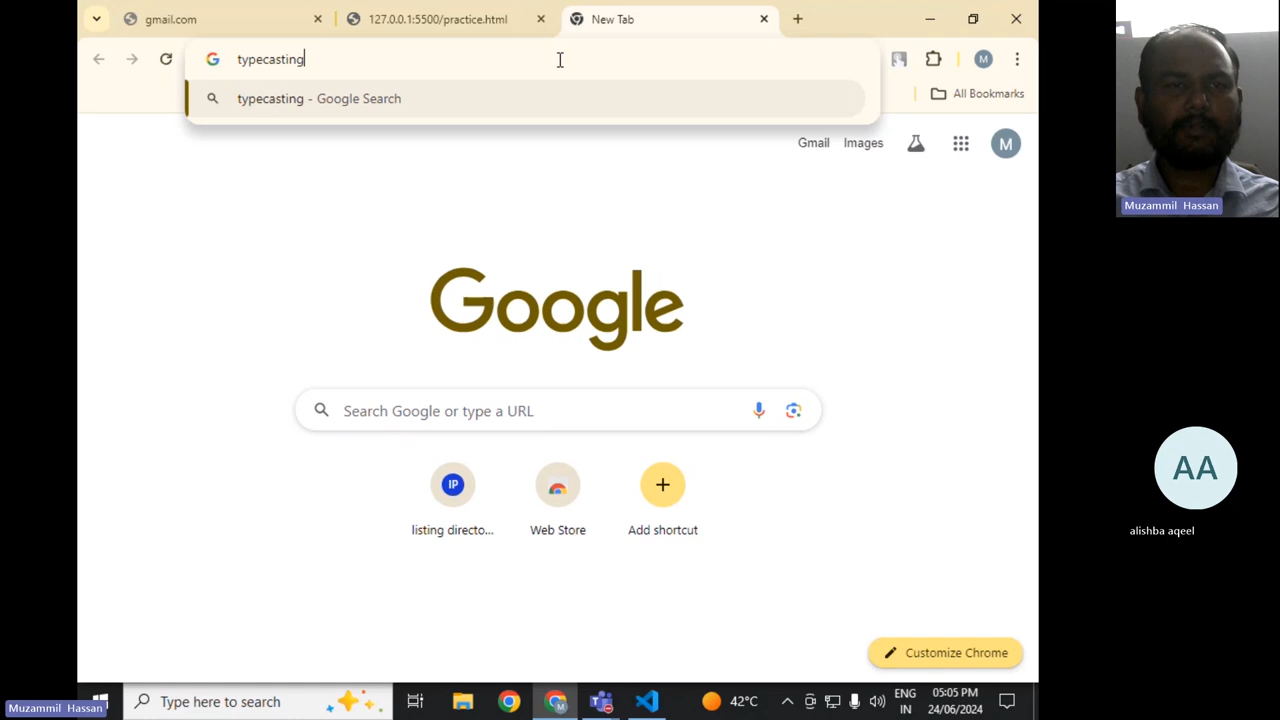 gmail.com
127.0.0.1:5500/practice.html
New Tab
typecasting
typecasting - Google Search
M
All Bookmarks
Gmail
Images
M
Google
Search Google or type a URL
IP
listing directo...
Web Store
Add shortcut
Customize Chrome
Type here to search
42°C
ENG
IN
05:05 PM
24/06/2024
Muzammil Hassan
Muzammil Hassan
AA
alishba aqeel